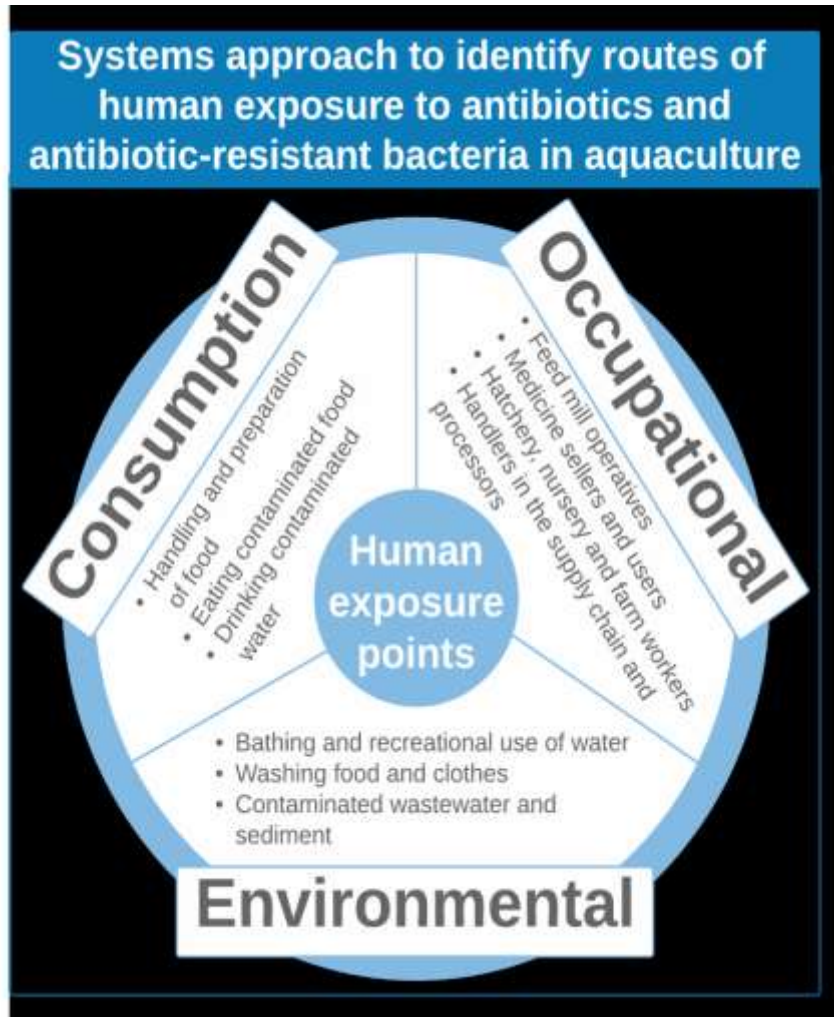 Systems approach to identify routes of
human exposure to antibiotics and
antibiotic-resistant bacteria in aquaculture
Consumption
• Handling and preparation
of food
• Eating contaminated food
• Drinking contaminated
water
Occupational
• Feed mill operatives
• Medicine sellers and users
• Hatchery, nursery and farm workers
• Handlers in the supply chain and
processors
Human
exposure
points
• Bathing and recreational use of water
• Washing food and clothes
• Contaminated wastewater and
sediment
Environmental